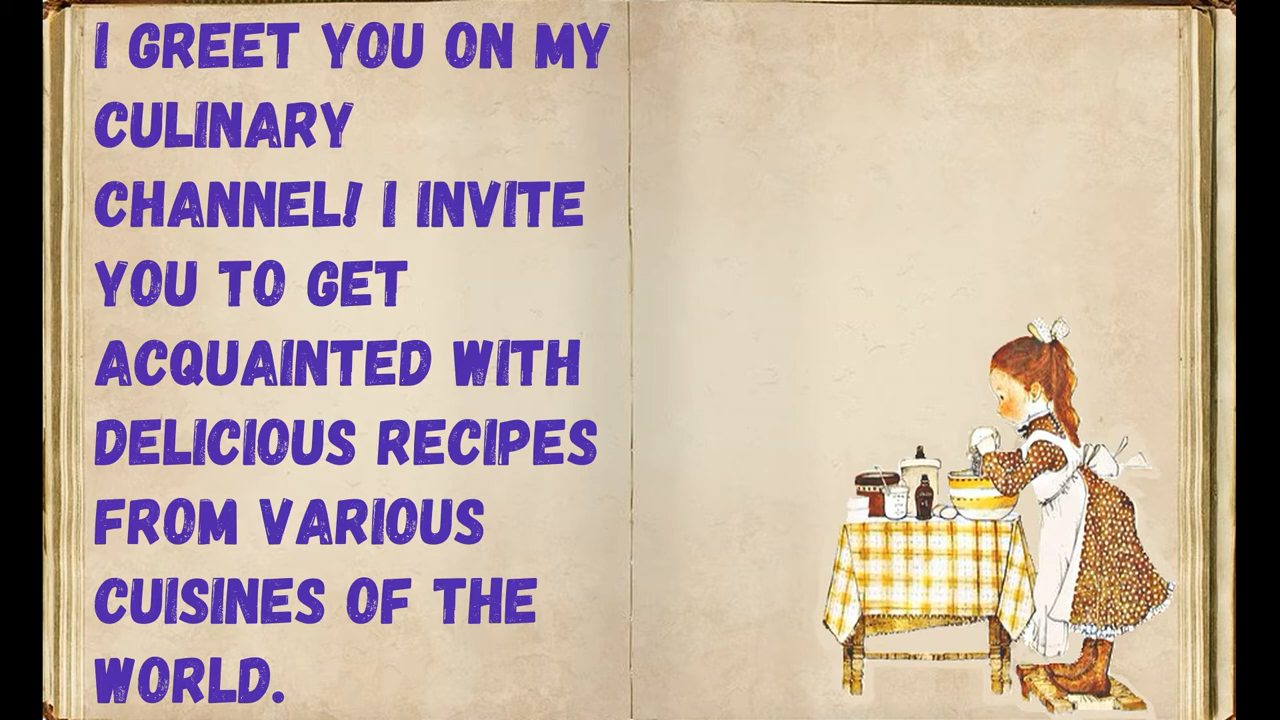 I GREET YOU ON MY
CULINARY
CHANNEL! I INVITE
YOU TO GET
ACQUAINTED WITH
DELICIOUS RECIPES
FROM VARIOUS
CUISINES OF THE
WORLD.